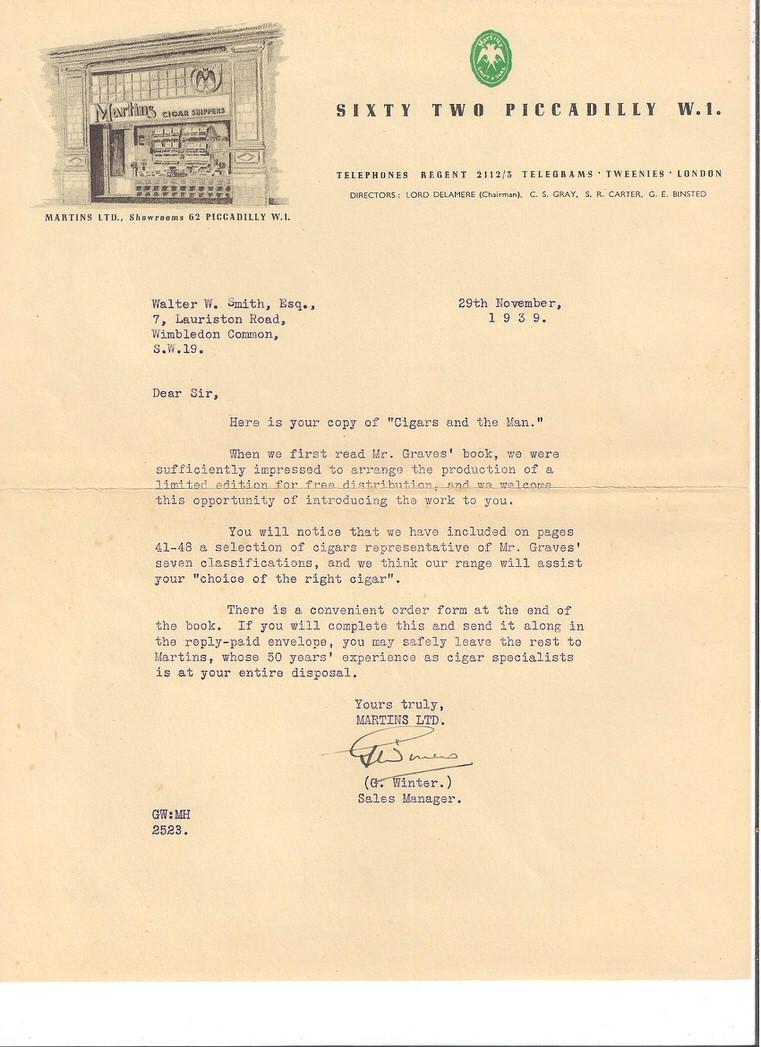 Martins CIGAR SHIPPERS
MARTINS LTD., Showrooms 62 PICCADILLY W.1.
Martins
SIXTY TWO PICCADILLY W.1.
TELEPHONES REGENT 2112/3 TELEGRAMS · TWEENIES · LONDON
DIRECTORS: LORD DELAMERE (Chairman), C. S. GRAY, S. R. CARTER, G. E. BINSTED
Walter W. Smith, Esq.,
7, Lauriston Road,
Wimbledon Common,
S.W.19.
29th November,
1 9 3 9.
Dear Sir,
Here is your copy of "Cigars and the Man."
When we first read Mr. Graves' book, we were
sufficiently impressed to arrange the production of a
limited edition for free distribution, and we welcome
this opportunity of introducing the work to you.
You will notice that we have included on pages
41-48 a selection of cigars representative of Mr. Graves'
seven classifications, and we think our range will assist
your "choice of the right cigar".
There is a convenient order form at the end of
the book. If you will complete this and send it along in
the reply-paid envelope, you may safely leave the rest to
Martins, whose 50 years' experience as cigar specialists
is at your entire disposal.
Yours truly,
MARTINS LTD.
(G. Winter.)
Sales Manager.
GW:MH
2523.